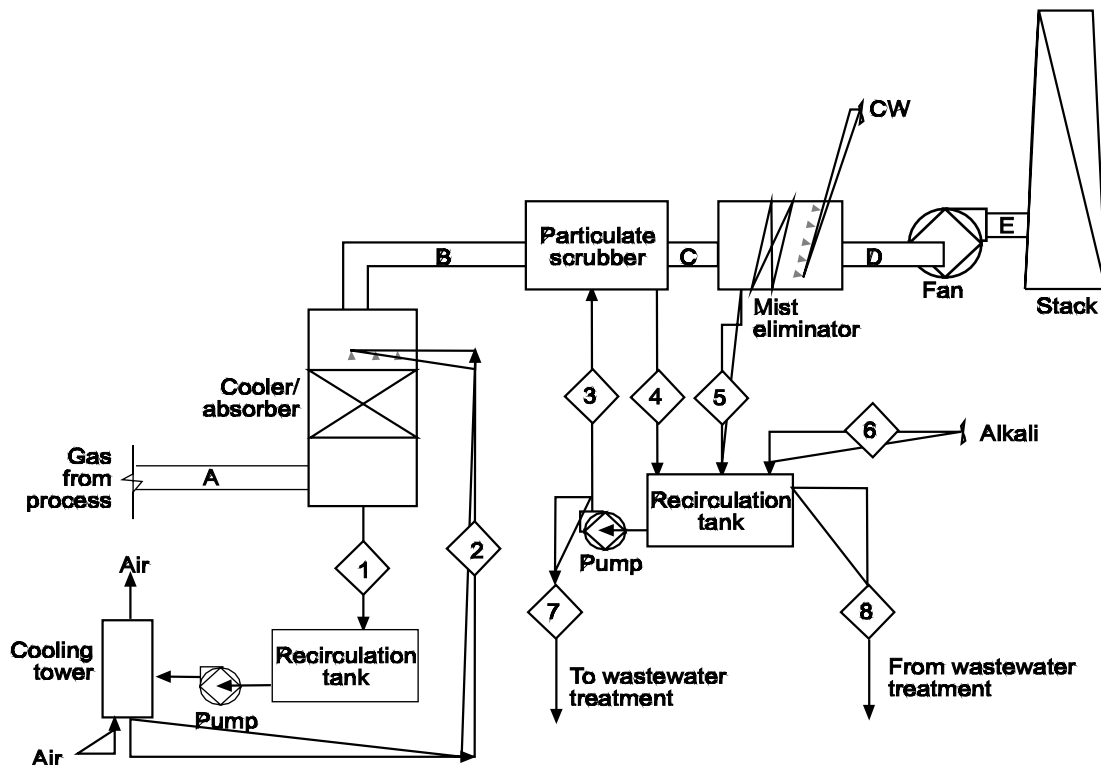 CW
E
Particulate
scrubber
B
C
D
Fan
Stack
Mist
eliminator
Cooler/
absorber
3
4
5
6
Alkali
Gas
from
process
A
Recirculation
tank
2
Pump
1
Air
7
8
Cooling
tower
Recirculation
tank
To wastewater
treatment
From wastewater
treatment
Pump
Air